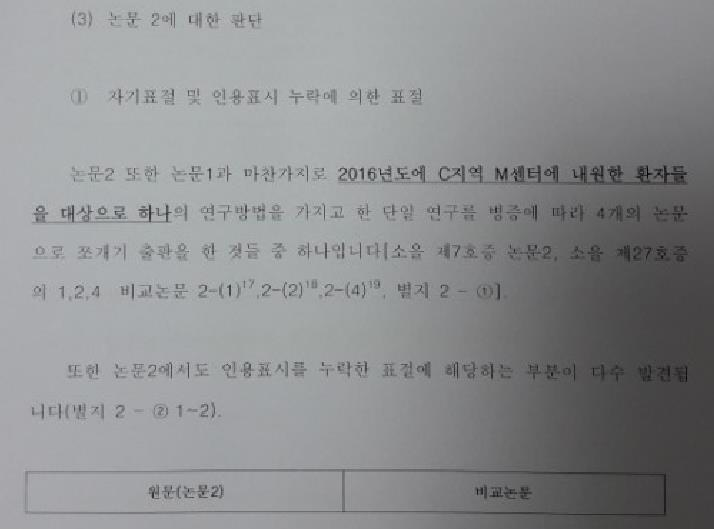 (3) 논문 2에 대한 판단
① 자기표절 및 인용표시 누락에 의한 표절
논문2 또한 논문1과 마찬가지로 2016년도에 C지역 M센터에 내원한 환자들
을 대상으로 하나의 연구방법을 가지고 한 단일 연구를 병증에 따라 4개의 논문
으로 쪼개기 출판을 한 것들 중 하나입니다[소을 제7호증 논문2, 소을 제27호증
의 1,2,4 비교논문 2-(1)17,2-(2)18,2-(4)19, 별지 2 - ①].
또한 논문2에서도 인용표시를 누락한 표절에 해당하는 부분이 다수 발견됩
니다(별지 2 - ② 1~2).
원문(논문2) 비교논문